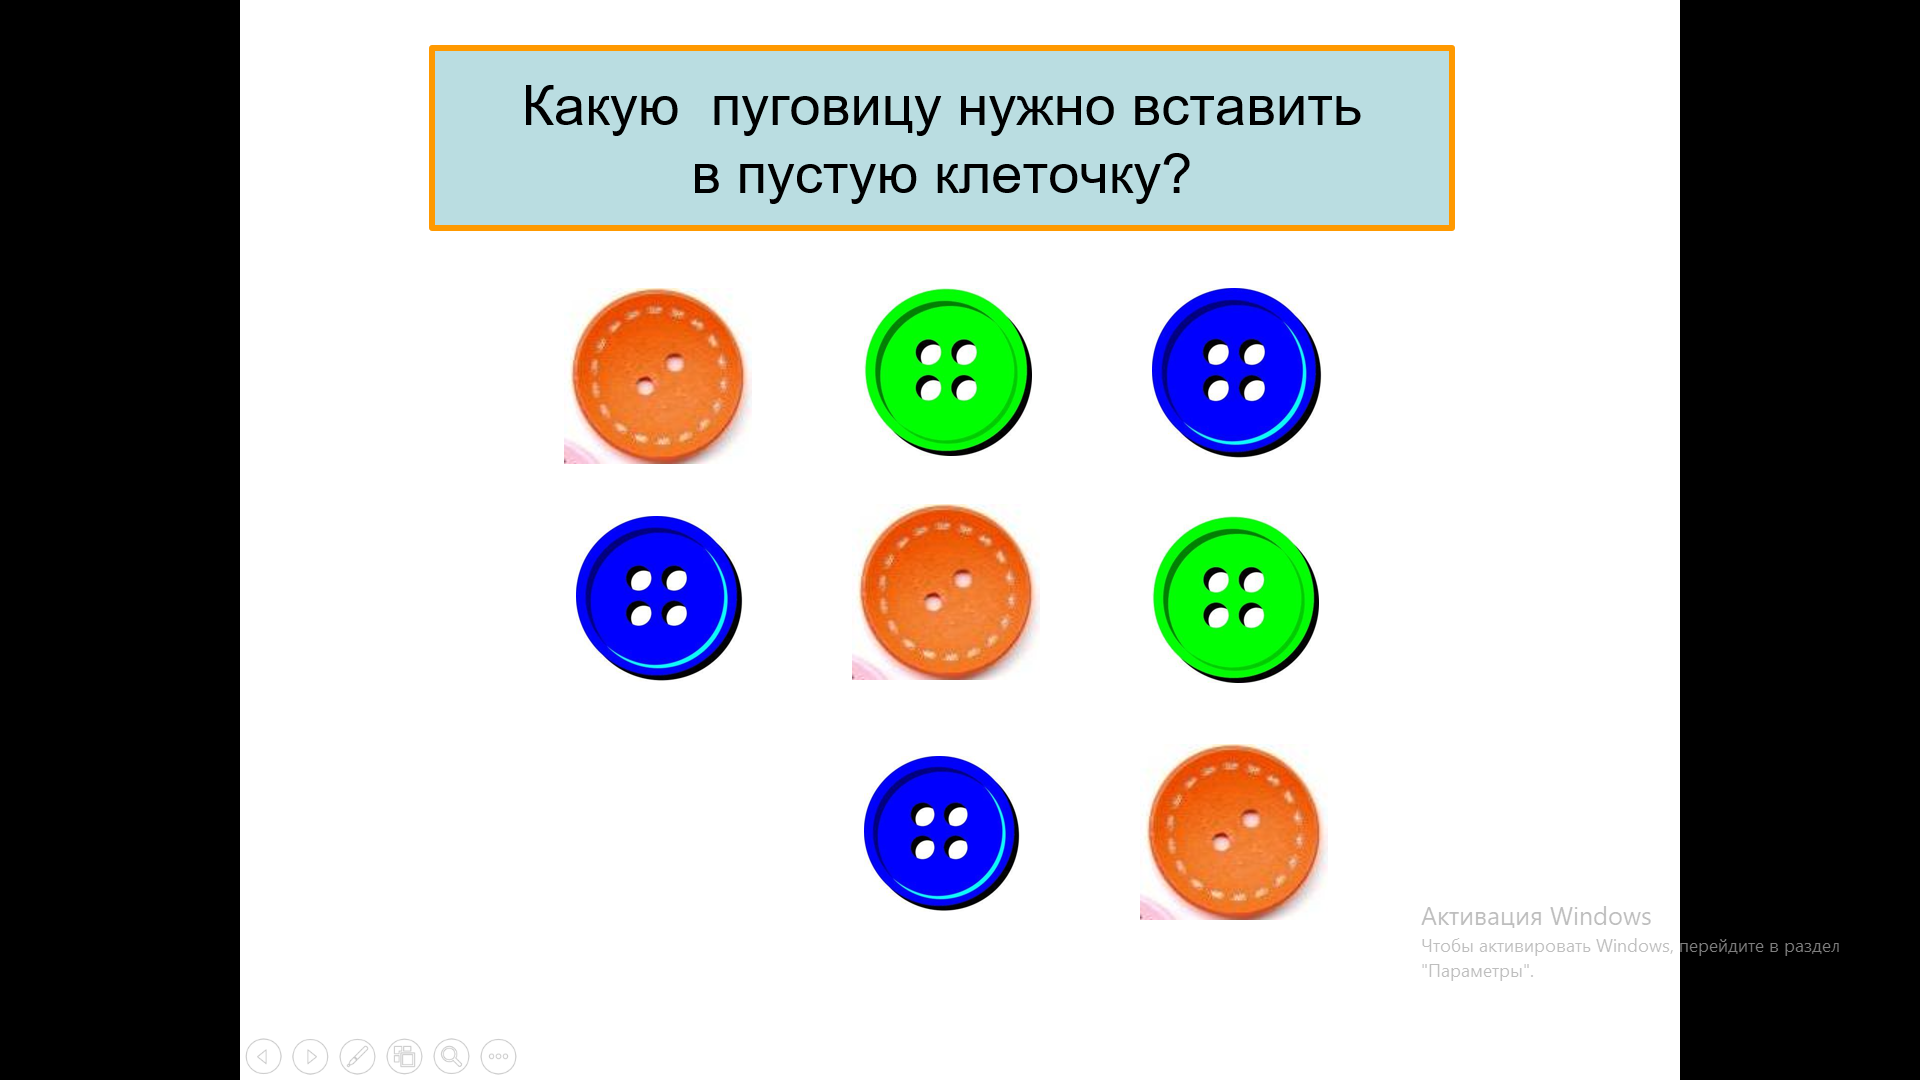 Какую пуговицу нужно вставить
в пустую клеточку?
Активация Windows
Чтобы активировать Windows, перейдите в раздел
"Параметры".